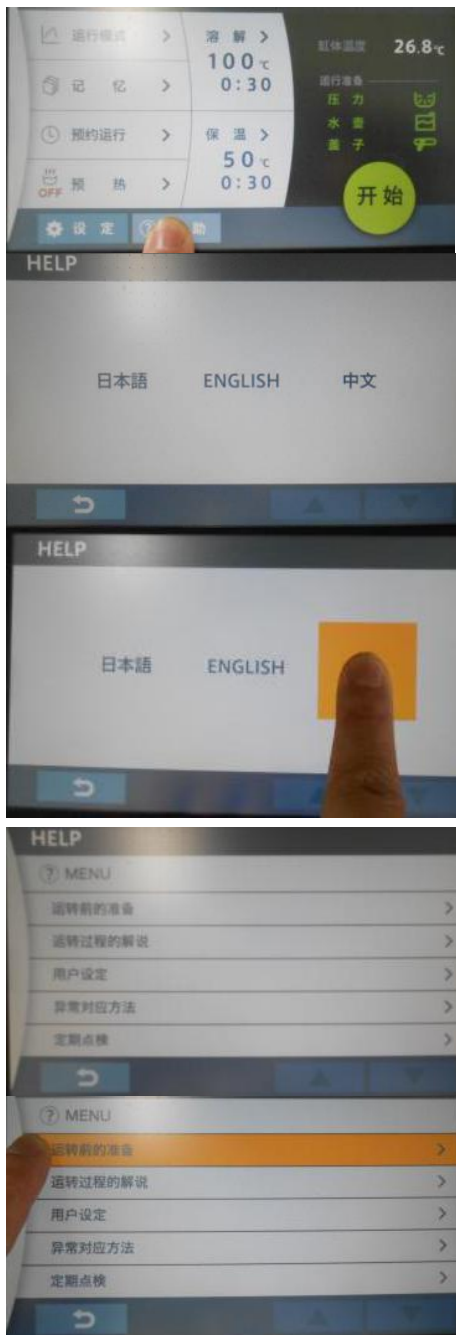 运行模式 >
记 忆 >
预约运行 >
OFF 预 热 >
溶 解 >
100℃
0:30
保 温 >
50℃
0:30
缸体温度 26.8℃
运行准备
压 力
水 壶
盖 子
开始
设 定
? 助
HELP
日本語 ENGLISH 中文
HELP
日本語 ENGLISH
HELP
? MENU
运转前的准备 >
运转过程的解说 >
用户设定 >
异常对应方法 >
定期点検 >
? MENU
运转前的准备 >
运转过程的解说 >
用户设定 >
异常对应方法 >
定期点検 >